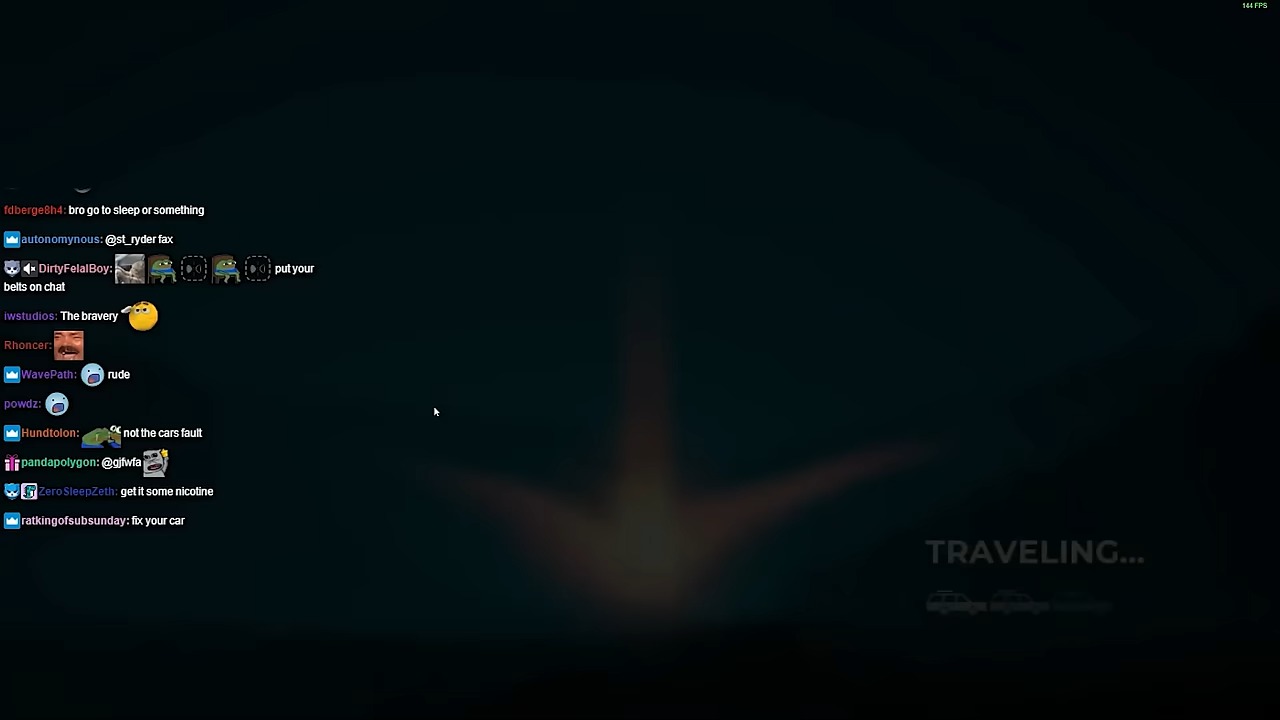 144 FPS
fdberge8h4: bro go to sleep or something
autonomynous: @st_ryder fax
DirtyFelalBoy: put your
belts on chat
iwstudios: The bravery
Rhoncer:
WavePath: rude
powdz:
Hundtolon: not the cars fault
pandapolygon: @gjfwfa
ZeroSleepZeth: get it some nicotine
ratkingofsubsunday: fix your car
TRAVELING...